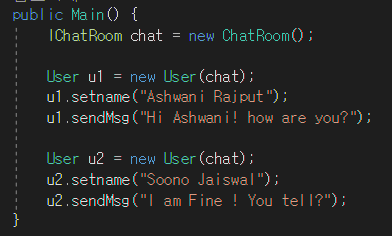 public Main() {
IChatRoom chat = new ChatRoom();
User u1 = new User(chat);
u1.setname("Ashwani Rajput");
u1.sendMsg("Hi Ashwani! how are you?");
User u2 = new User(chat);
u2.setname("Soono Jaiswal");
u2.sendMsg("I am Fine ! You tell?");
}